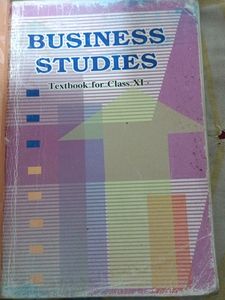 BUSINESS
STUDIES
Textbook for Class XI